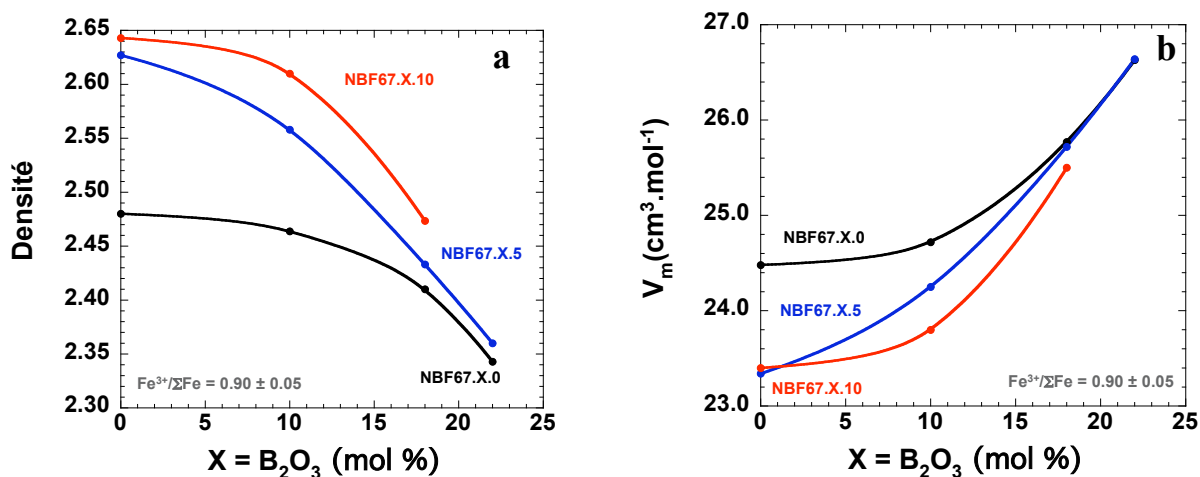 a
Densité
2.65
2.60
2.55
2.50
2.45
2.40
2.35
2.30
NBF67.X.10
NBF67.X.5
NBF67.X.0
Fe³⁺/ΣFe = 0.90 ± 0.05
0 5 10 15 20 25
X = B₂O₃ (mol %)
b
Vₘ(cm³.mol⁻¹)
27.0
26.0
25.0
24.0
23.0
NBF67.X.0
NBF67.X.5
NBF67.X.10
Fe³⁺/ΣFe = 0.90 ± 0.05
0 5 10 15 20 25
X = B₂O₃ (mol %)